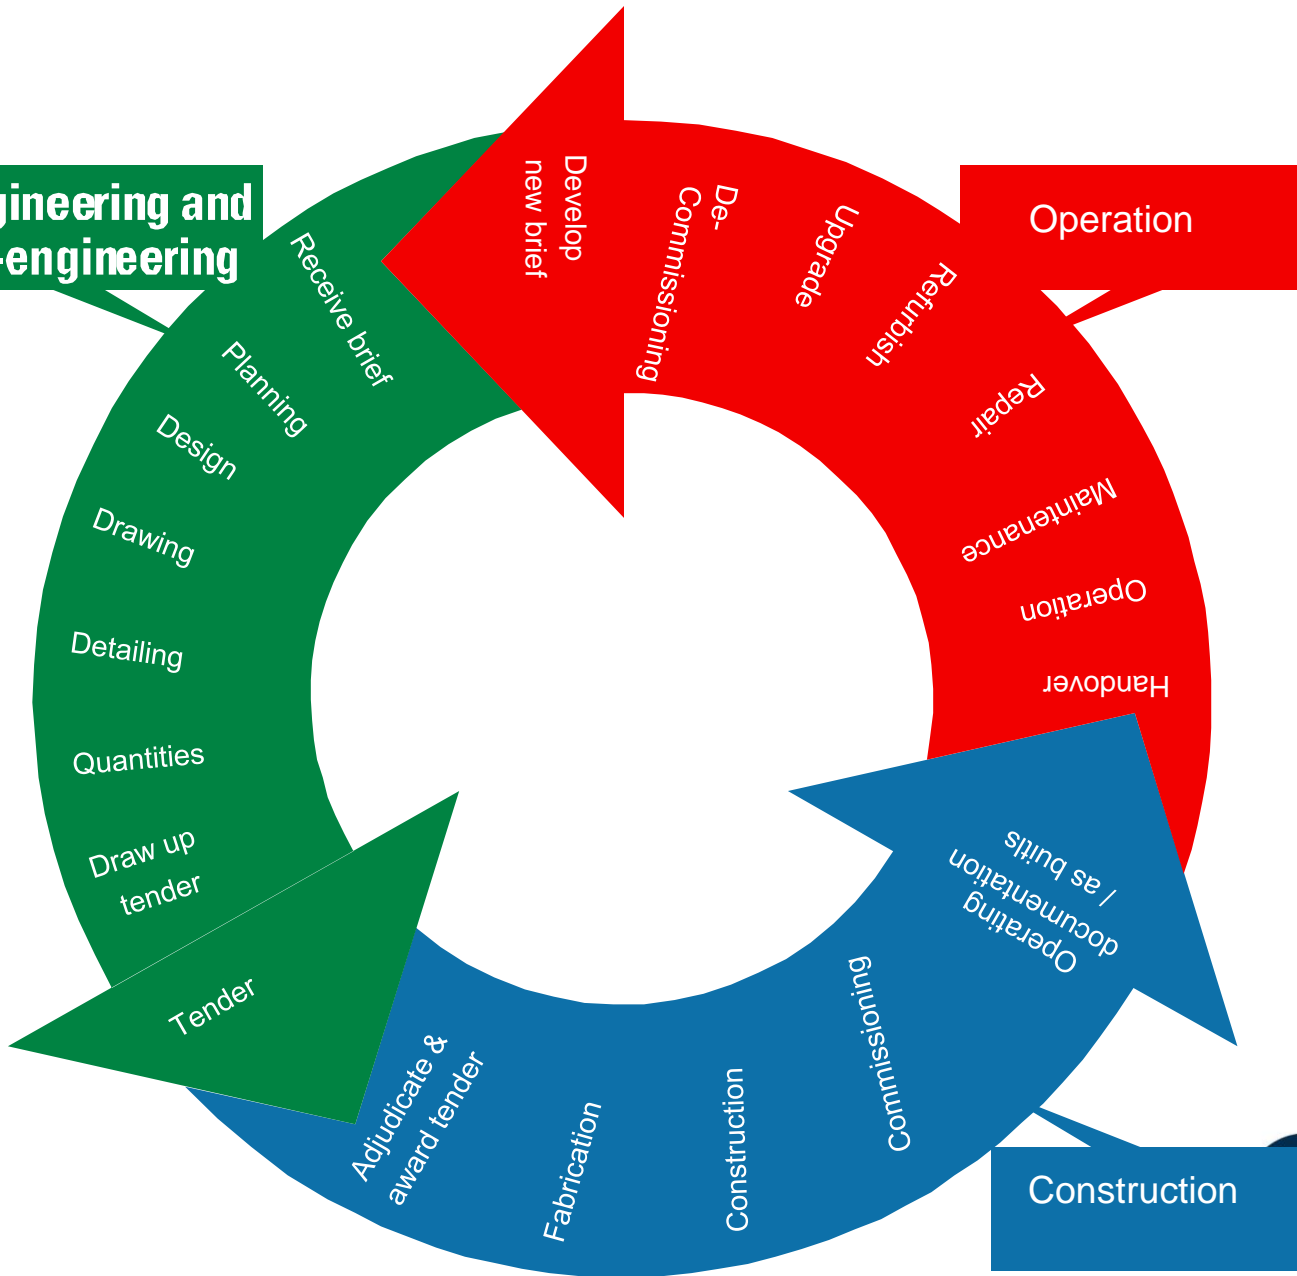 gineering and
-engineering
Operation
Construction
Receive brief
Planning
Design
Drawing
Detailing
Quantities
Draw up
tender
Tender
Adjudicate &
award tender
Fabrication
Construction
Commissioning
Operating
documentation
/ as buitls
Handover
Operation
Maintenance
Repair
Refurbish
Upgrade
De-
Commissioning
Develop
new brief